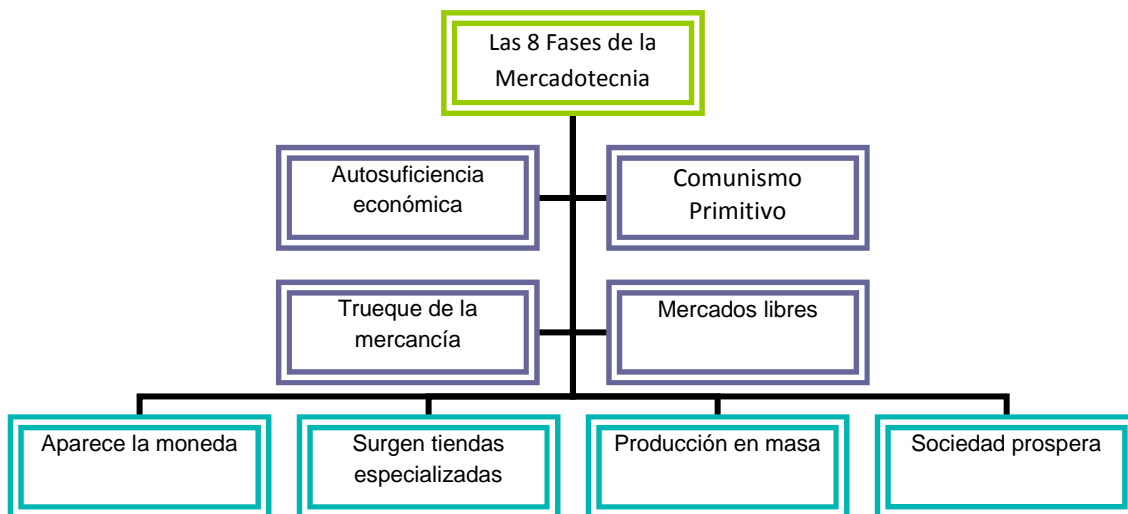 Las 8 Fases de la
Mercadotecnia
Autosuficiencia
económica
Comunismo
Primitivo
Trueque de la
mercancía
Mercados libres
Aparece la moneda
Surgen tiendas
especializadas
Producción en masa
Sociedad prospera